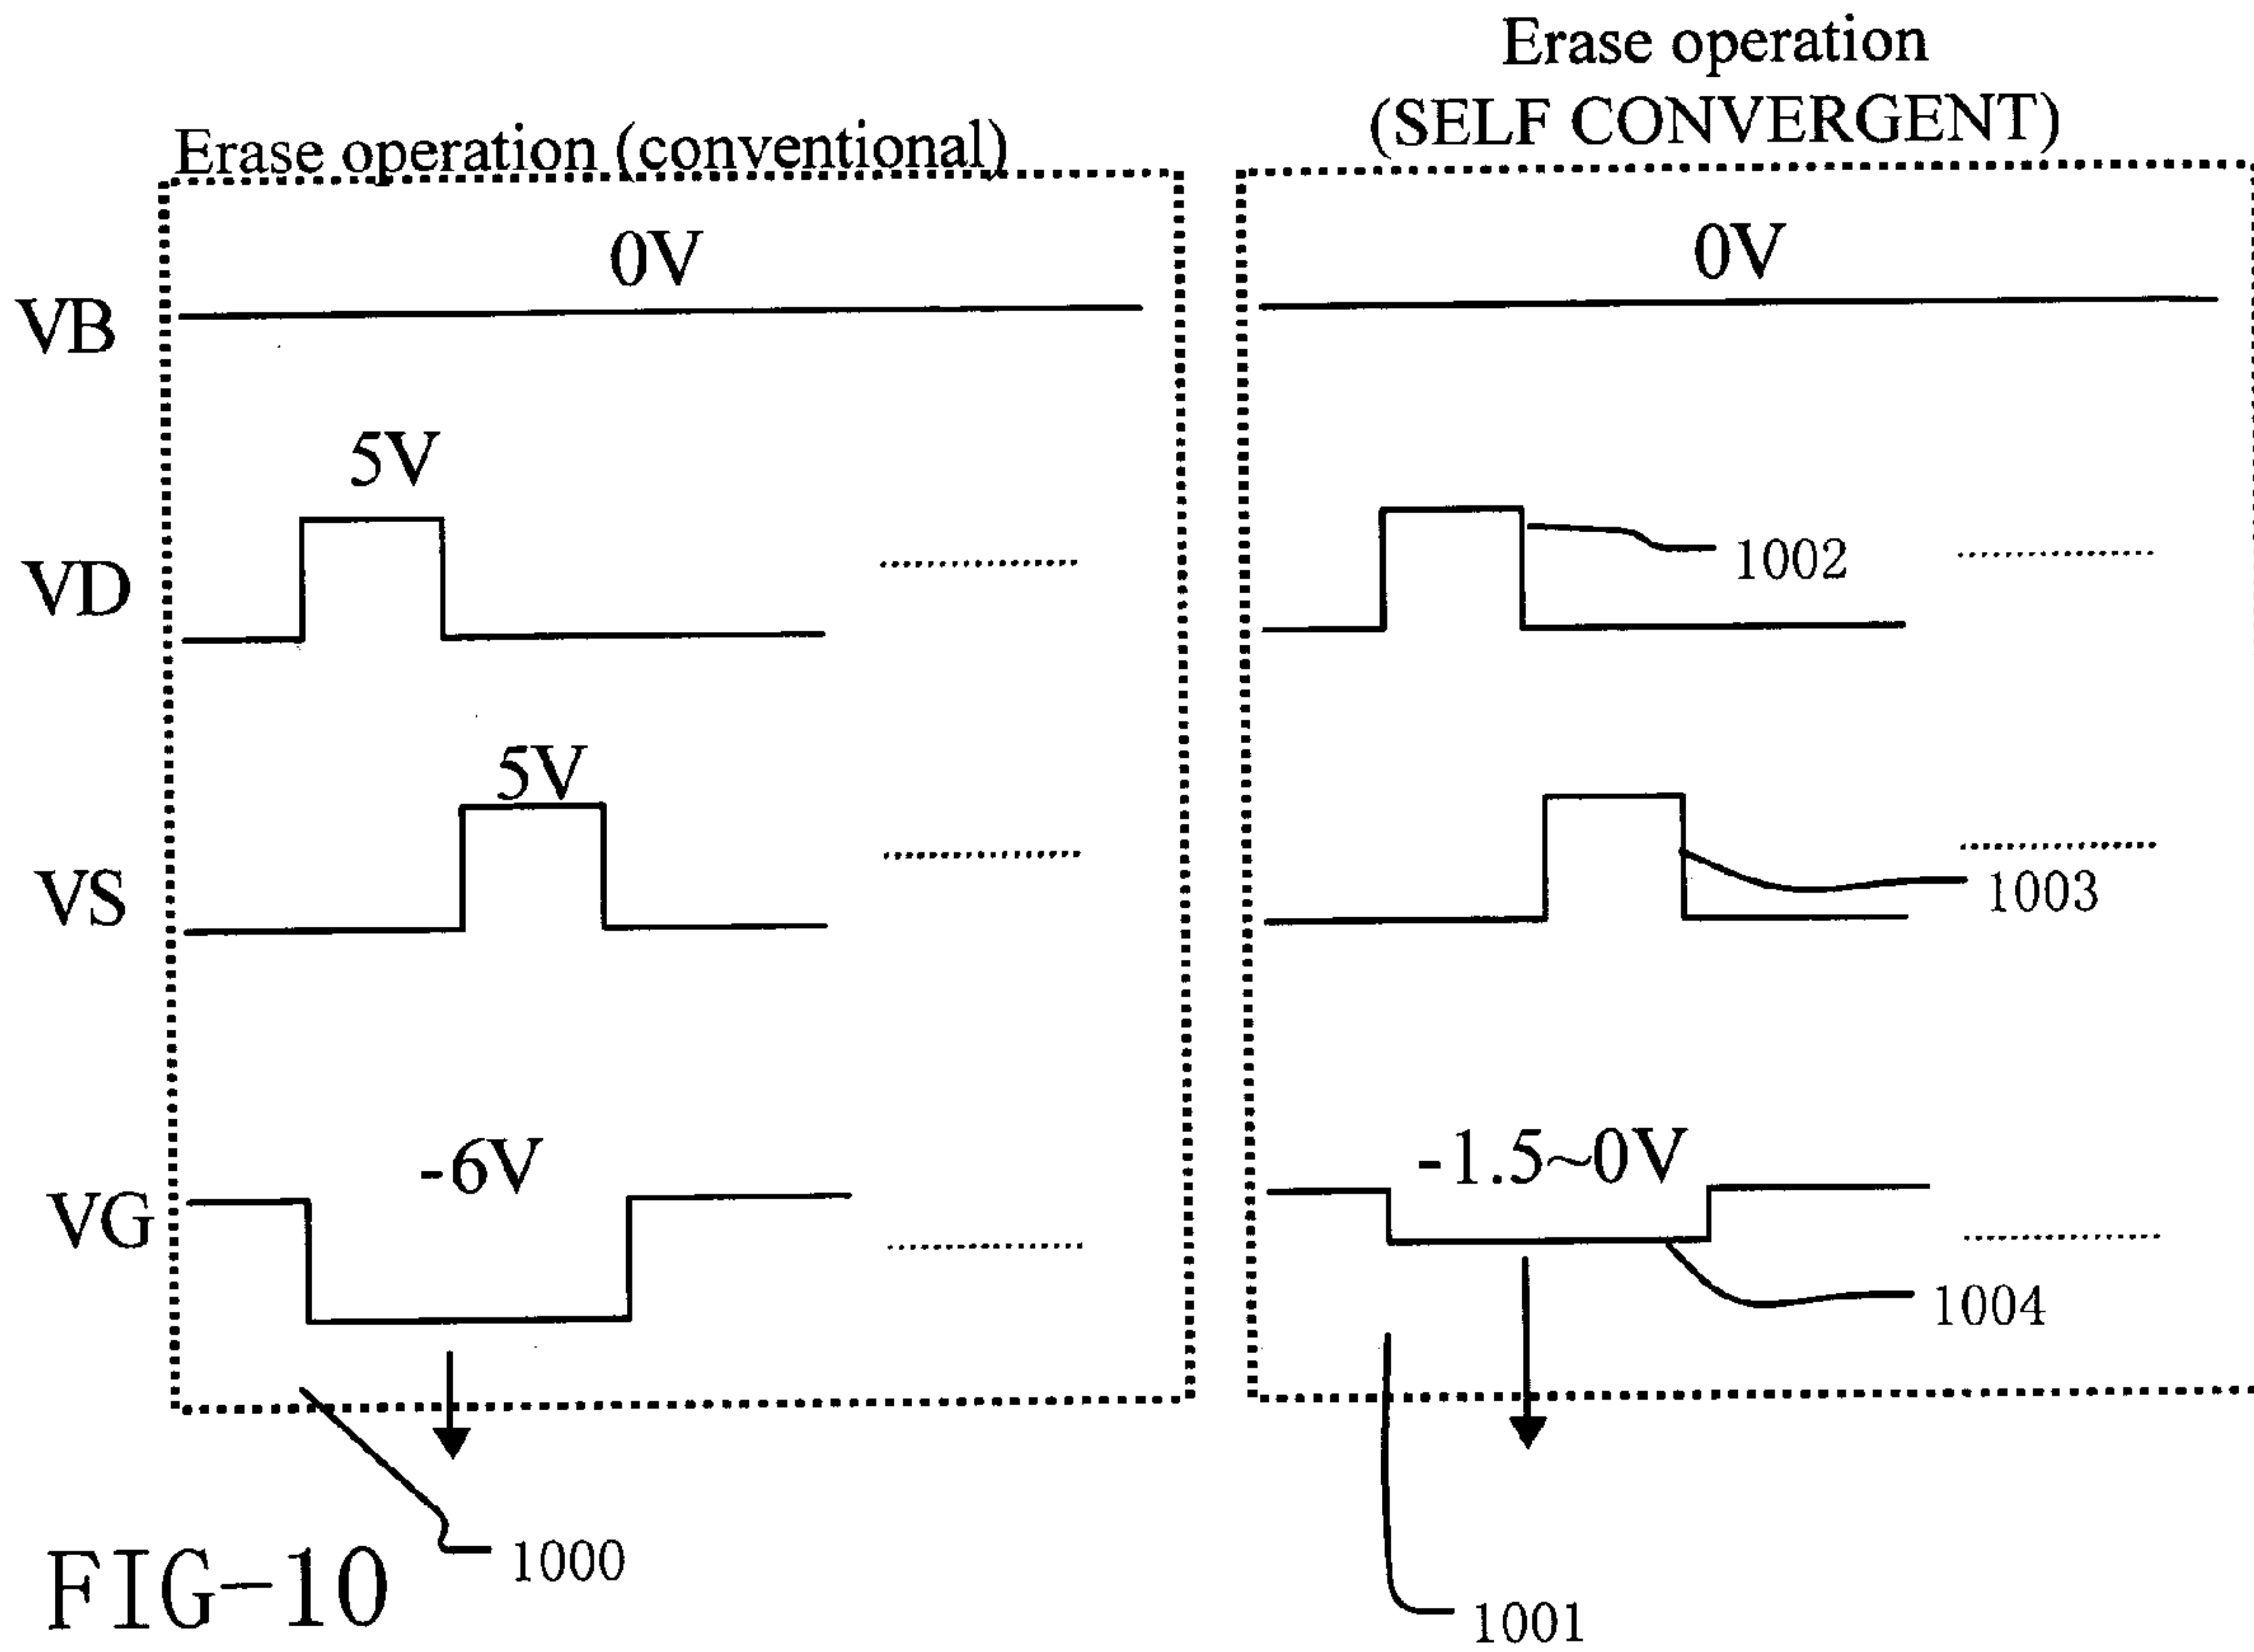 Erase operation
(SELF CONVERGENT)
Erase operation (conventional)
0V
0V
VB
5V
VD
1002
5V
VS
1003
-6V
-1.5~0V
VG
1004
1000
1001
FIG-10